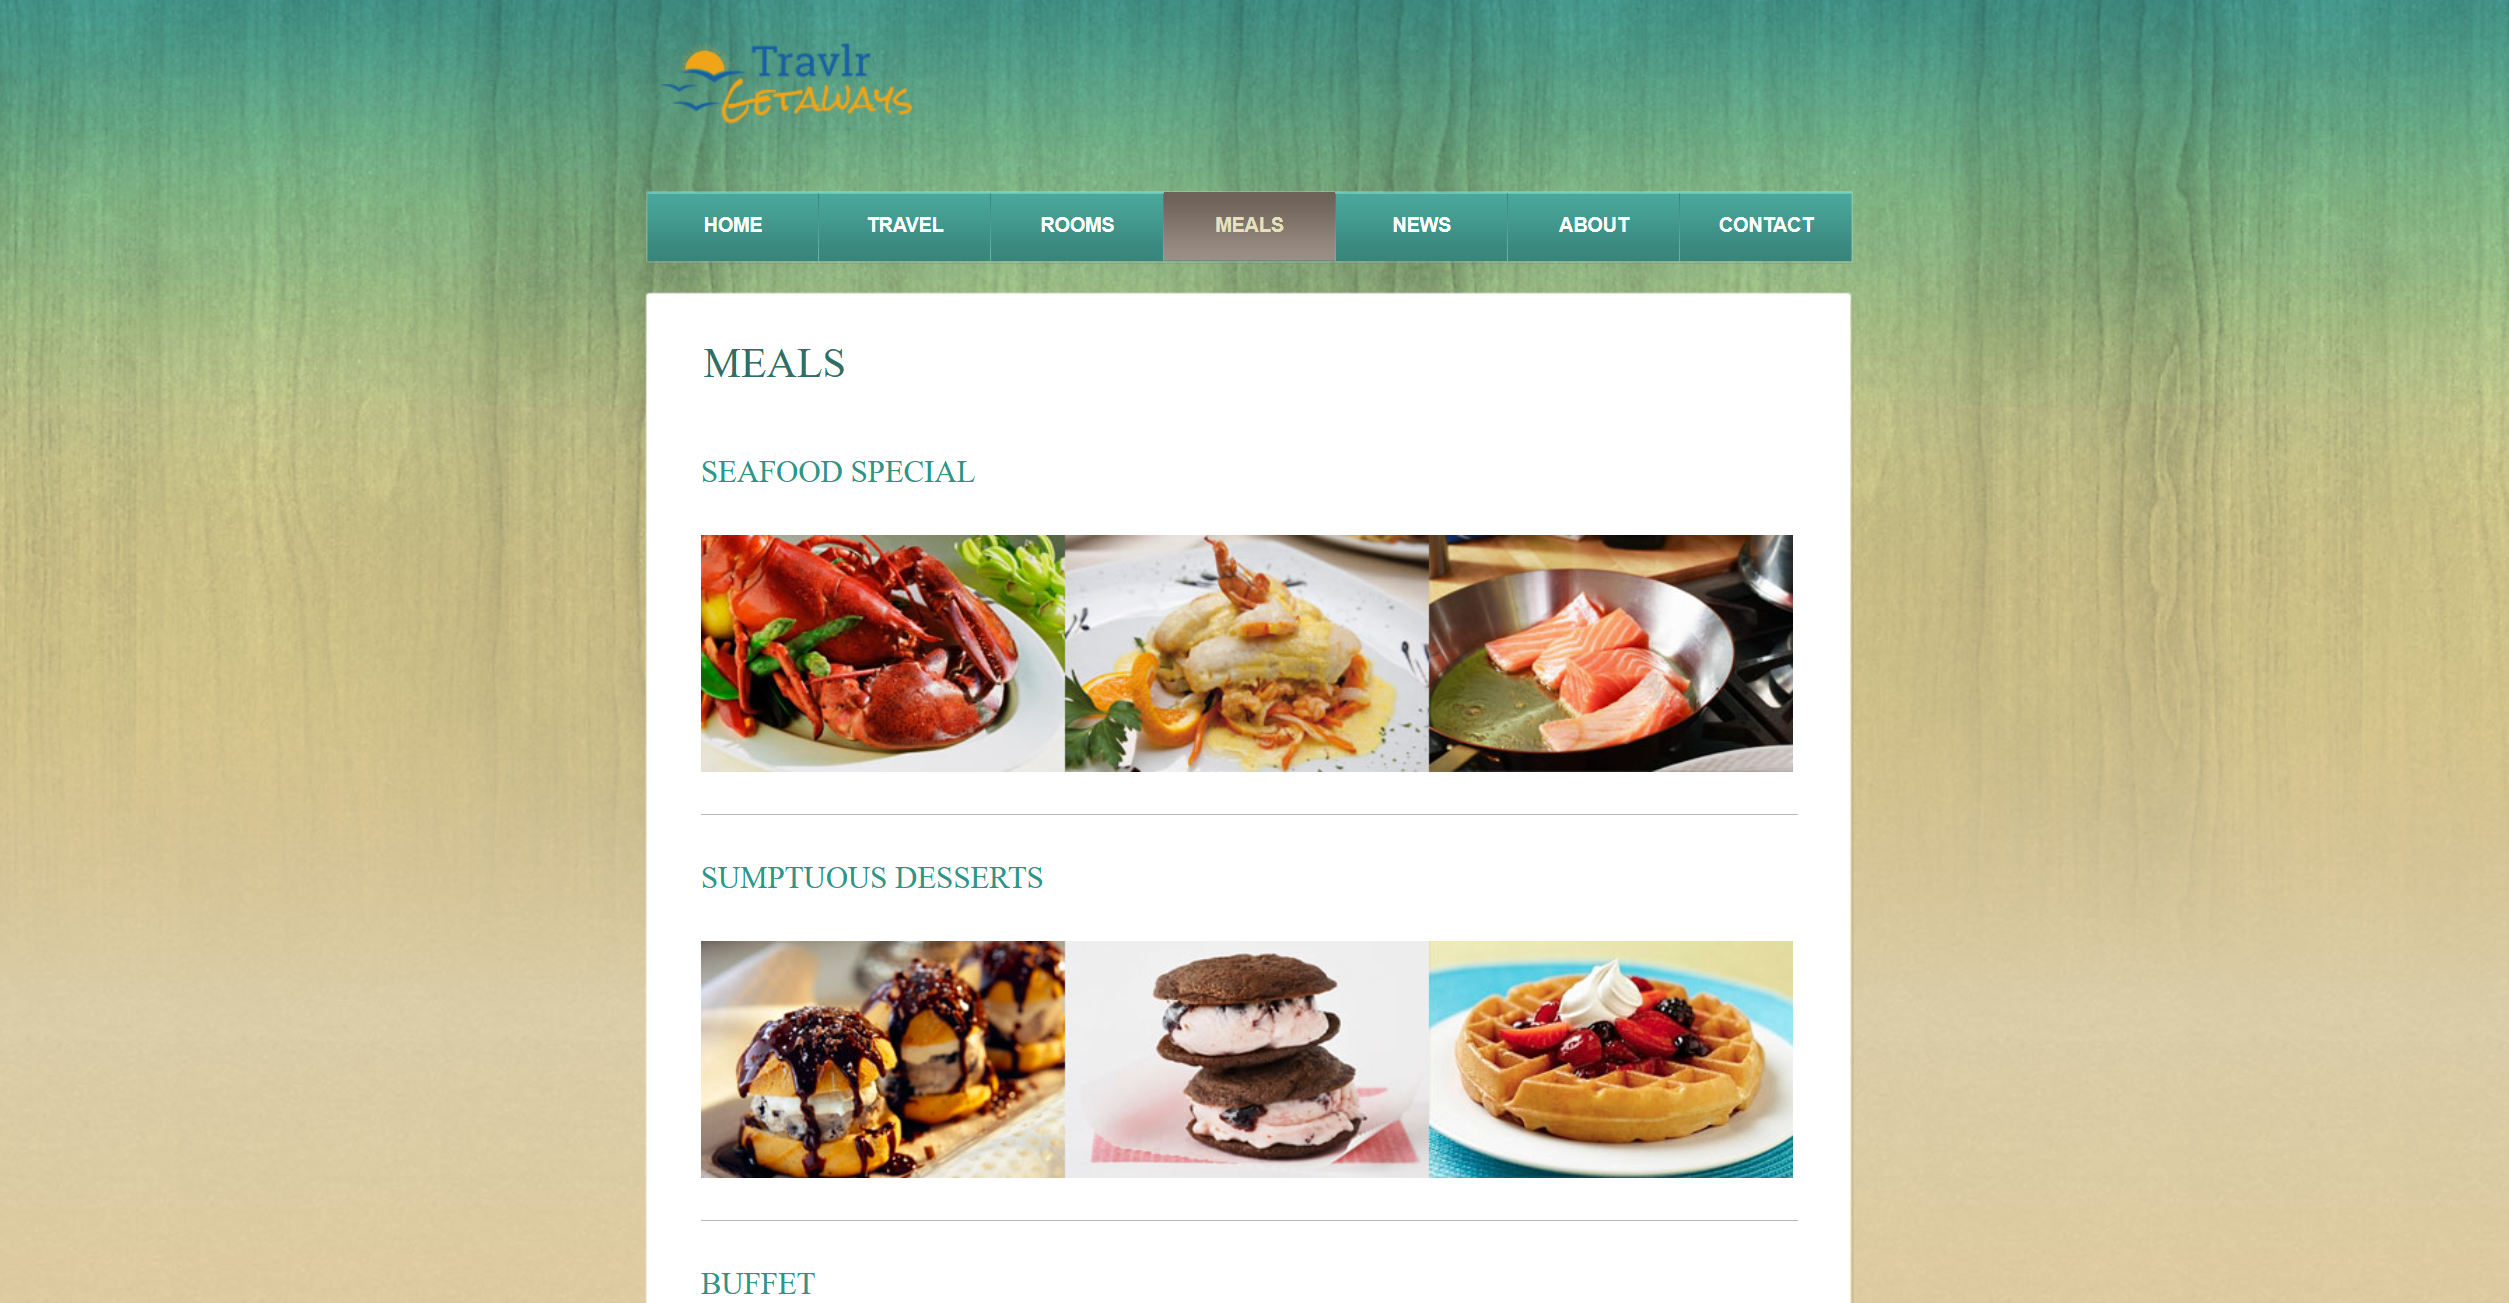 Travlr
GETAWAYS
HOME TRAVEL ROOMS MEALS NEWS ABOUT CONTACT
MEALS
SEAFOOD SPECIAL
SUMPTUOUS DESSERTS
BUFFET